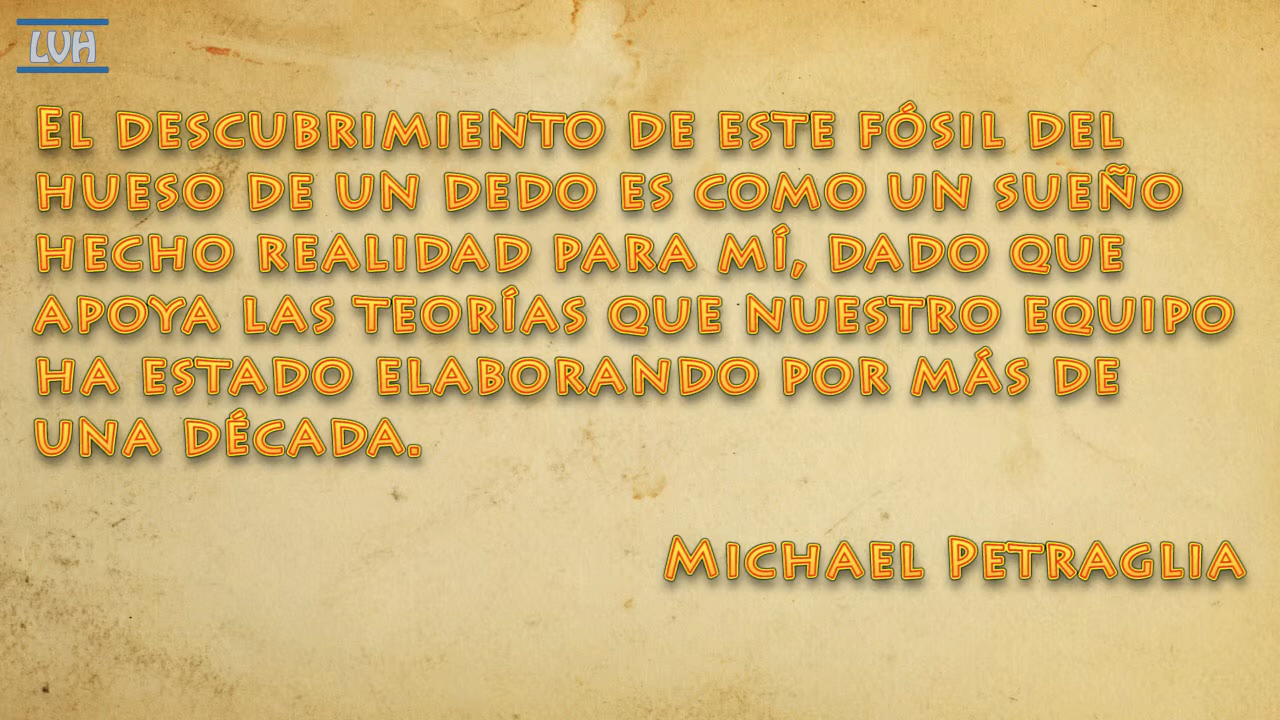 LVH
El descubrimiento de este fósil del
hueso de un dedo es como un sueño
hecho realidad para mí, dado que
apoya las teorías que nuestro equipo
ha estado elaborando por más de
una década.
Michael Petraglia